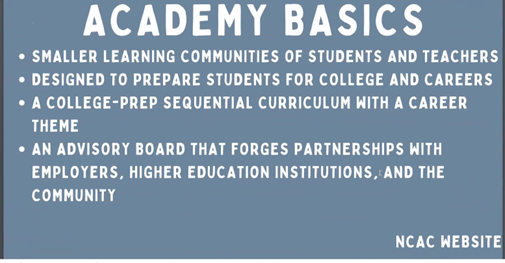 ACADEMY BASICS
• SMALLER LEARNING COMMUNITIES OF STUDENTS AND TEACHERS
• DESIGNED TO PREPARE STUDENTS FOR COLLEGE AND CAREERS
• A COLLEGE-PREP SEQUENTIAL CURRICULUM WITH A CAREER
THEME
• AN ADVISORY BOARD THAT FORGES PARTNERSHIPS WITH
EMPLOYERS, HIGHER EDUCATION INSTITUTIONS, AND THE
COMMUNITY
NCAC WEBSITE